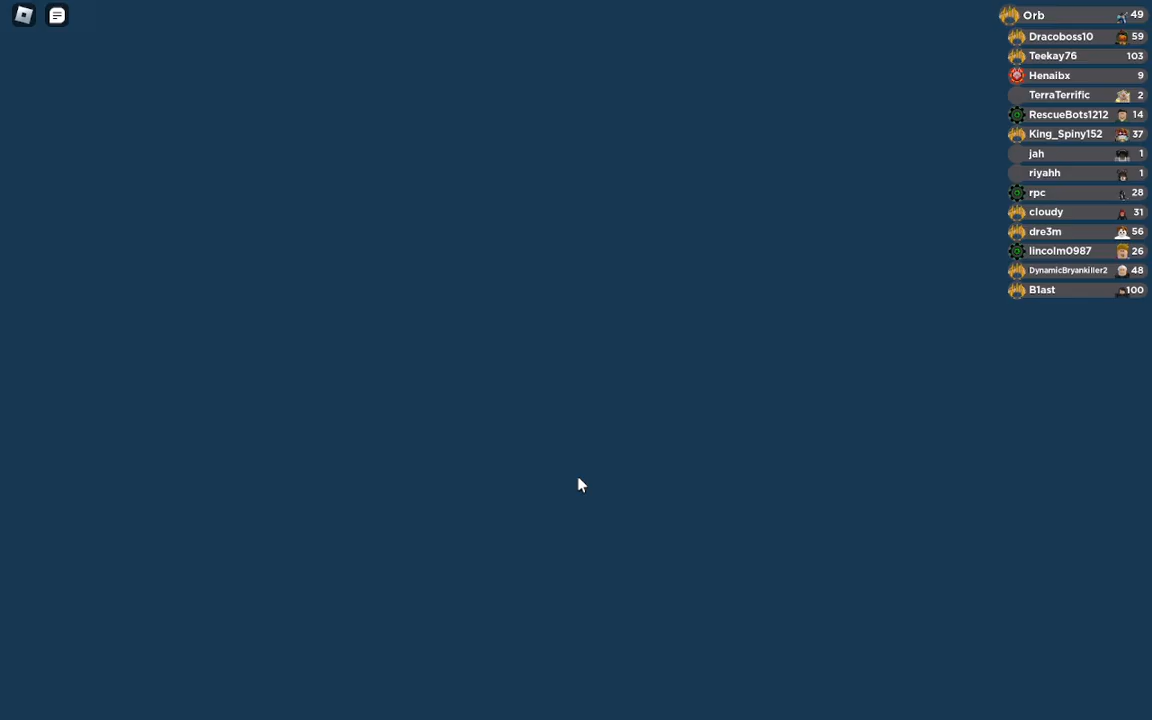 Orb 49
Dracoboss10 59
Teekay76 103
Henaibx 9
TerraTerrific 2
RescueBots1212 14
King_Spiny152 37
jah 1
riyahh 1
rpc 28
cloudy 31
dre3m 56
lincolm0987 26
DynamicBryankiller2 48
B1ast 100